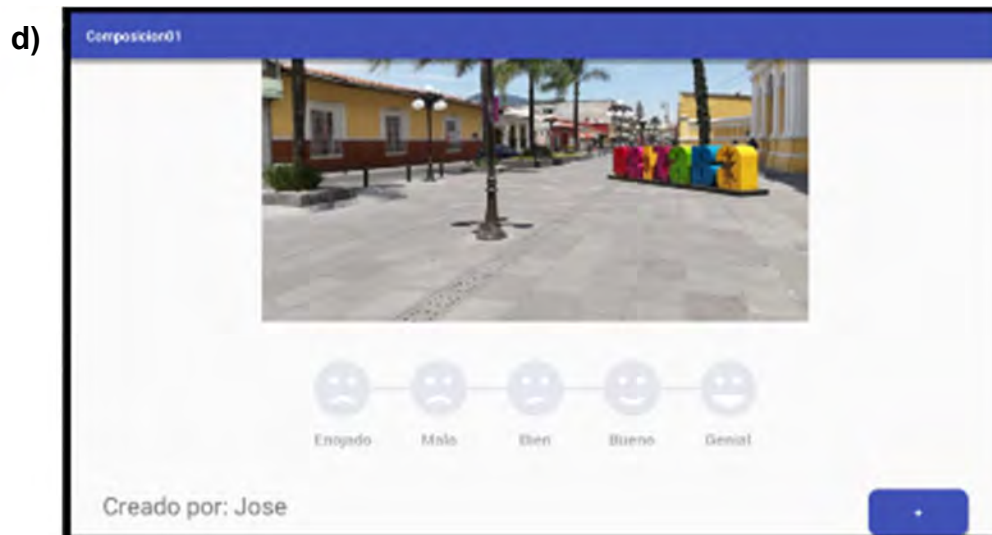 d)
Composicion01
Enojado Malo Bien Bueno Genial
Creado por: Jose
+